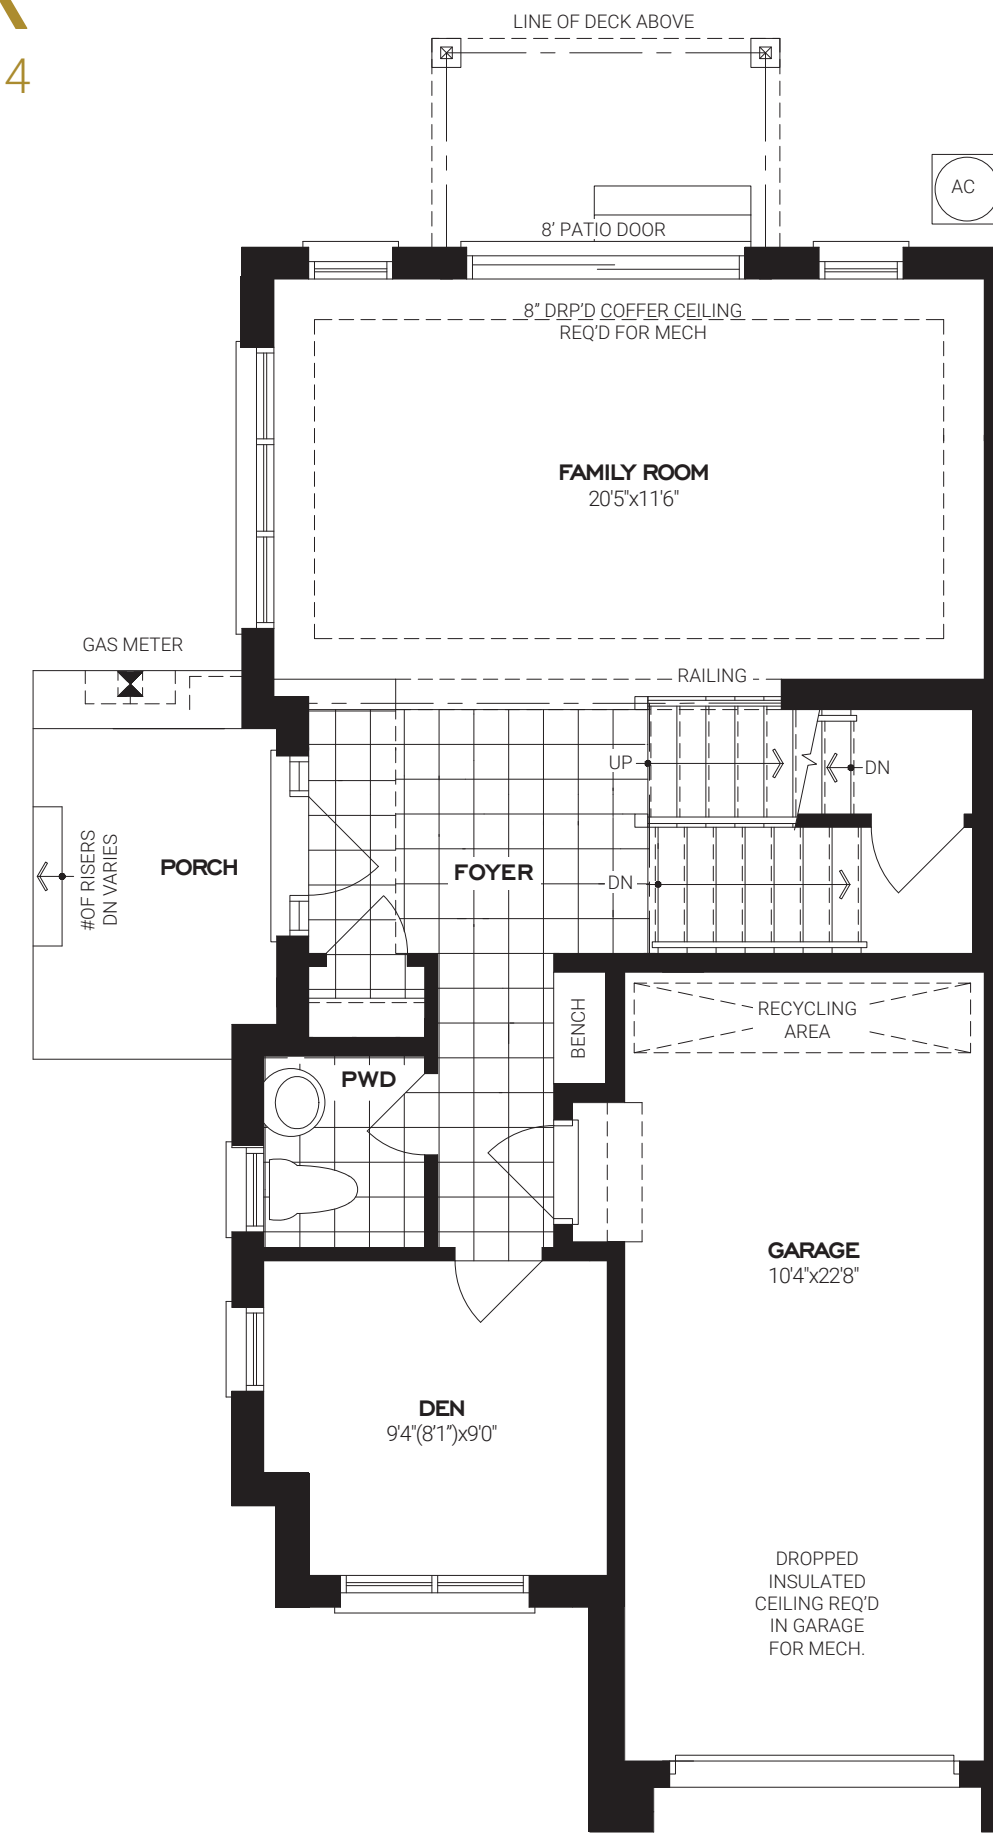 4
LINE OF DECK ABOVE
AC
8' PATIO DOOR
8" DRP'D COFFER CEILING
REQ'D FOR MECH
FAMILY ROOM
20'5"x11'6"
GAS METER
RAILING
UP
DN
#OF RISERS
DN VARIES
PORCH
FOYER
DN
BENCH
RECYCLING
AREA
PWD
GARAGE
10'4"x22'8"
DEN
9'4"(8'1")x9'0"
DROPPED
INSULATED
CEILING REQ'D
IN GARAGE
FOR MECH.